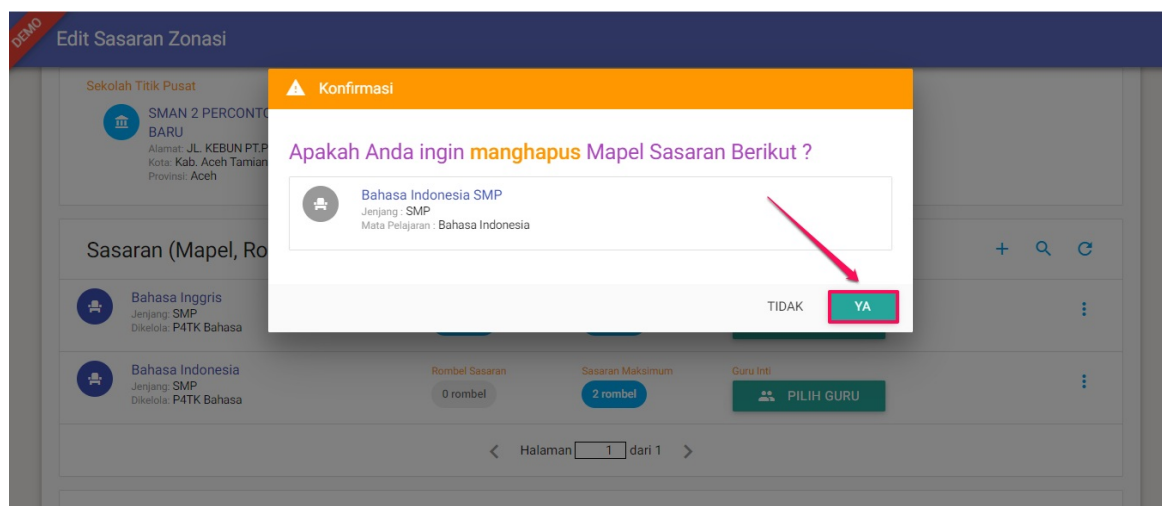 DEMO
Edit Sasaran Zonasi
Sekolah Titik Pusat
SMAN 2 PERCONTO
BARU
Alamat: JL. KEBUN PT.P
Kota: Kab. Aceh Tamian
Provinsi: Aceh
Konfirmasi
Apakah Anda ingin manghapus Mapel Sasaran Berikut ?
Bahasa Indonesia SMP
Jenjang : SMP
Mata Pelajaran : Bahasa Indonesia
TIDAK YA
Sasaran (Mapel, Ro
Bahasa Inggris
Jenjang: SMP
Dikelola: P4TK Bahasa
Bahasa Indonesia
Jenjang: SMP
Dikelola: P4TK Bahasa
Rombel Sasaran
0 rombel
Sasaran Maksimum
2 rombel
Guru Inti
PILIH GURU
Halaman 1 dari 1